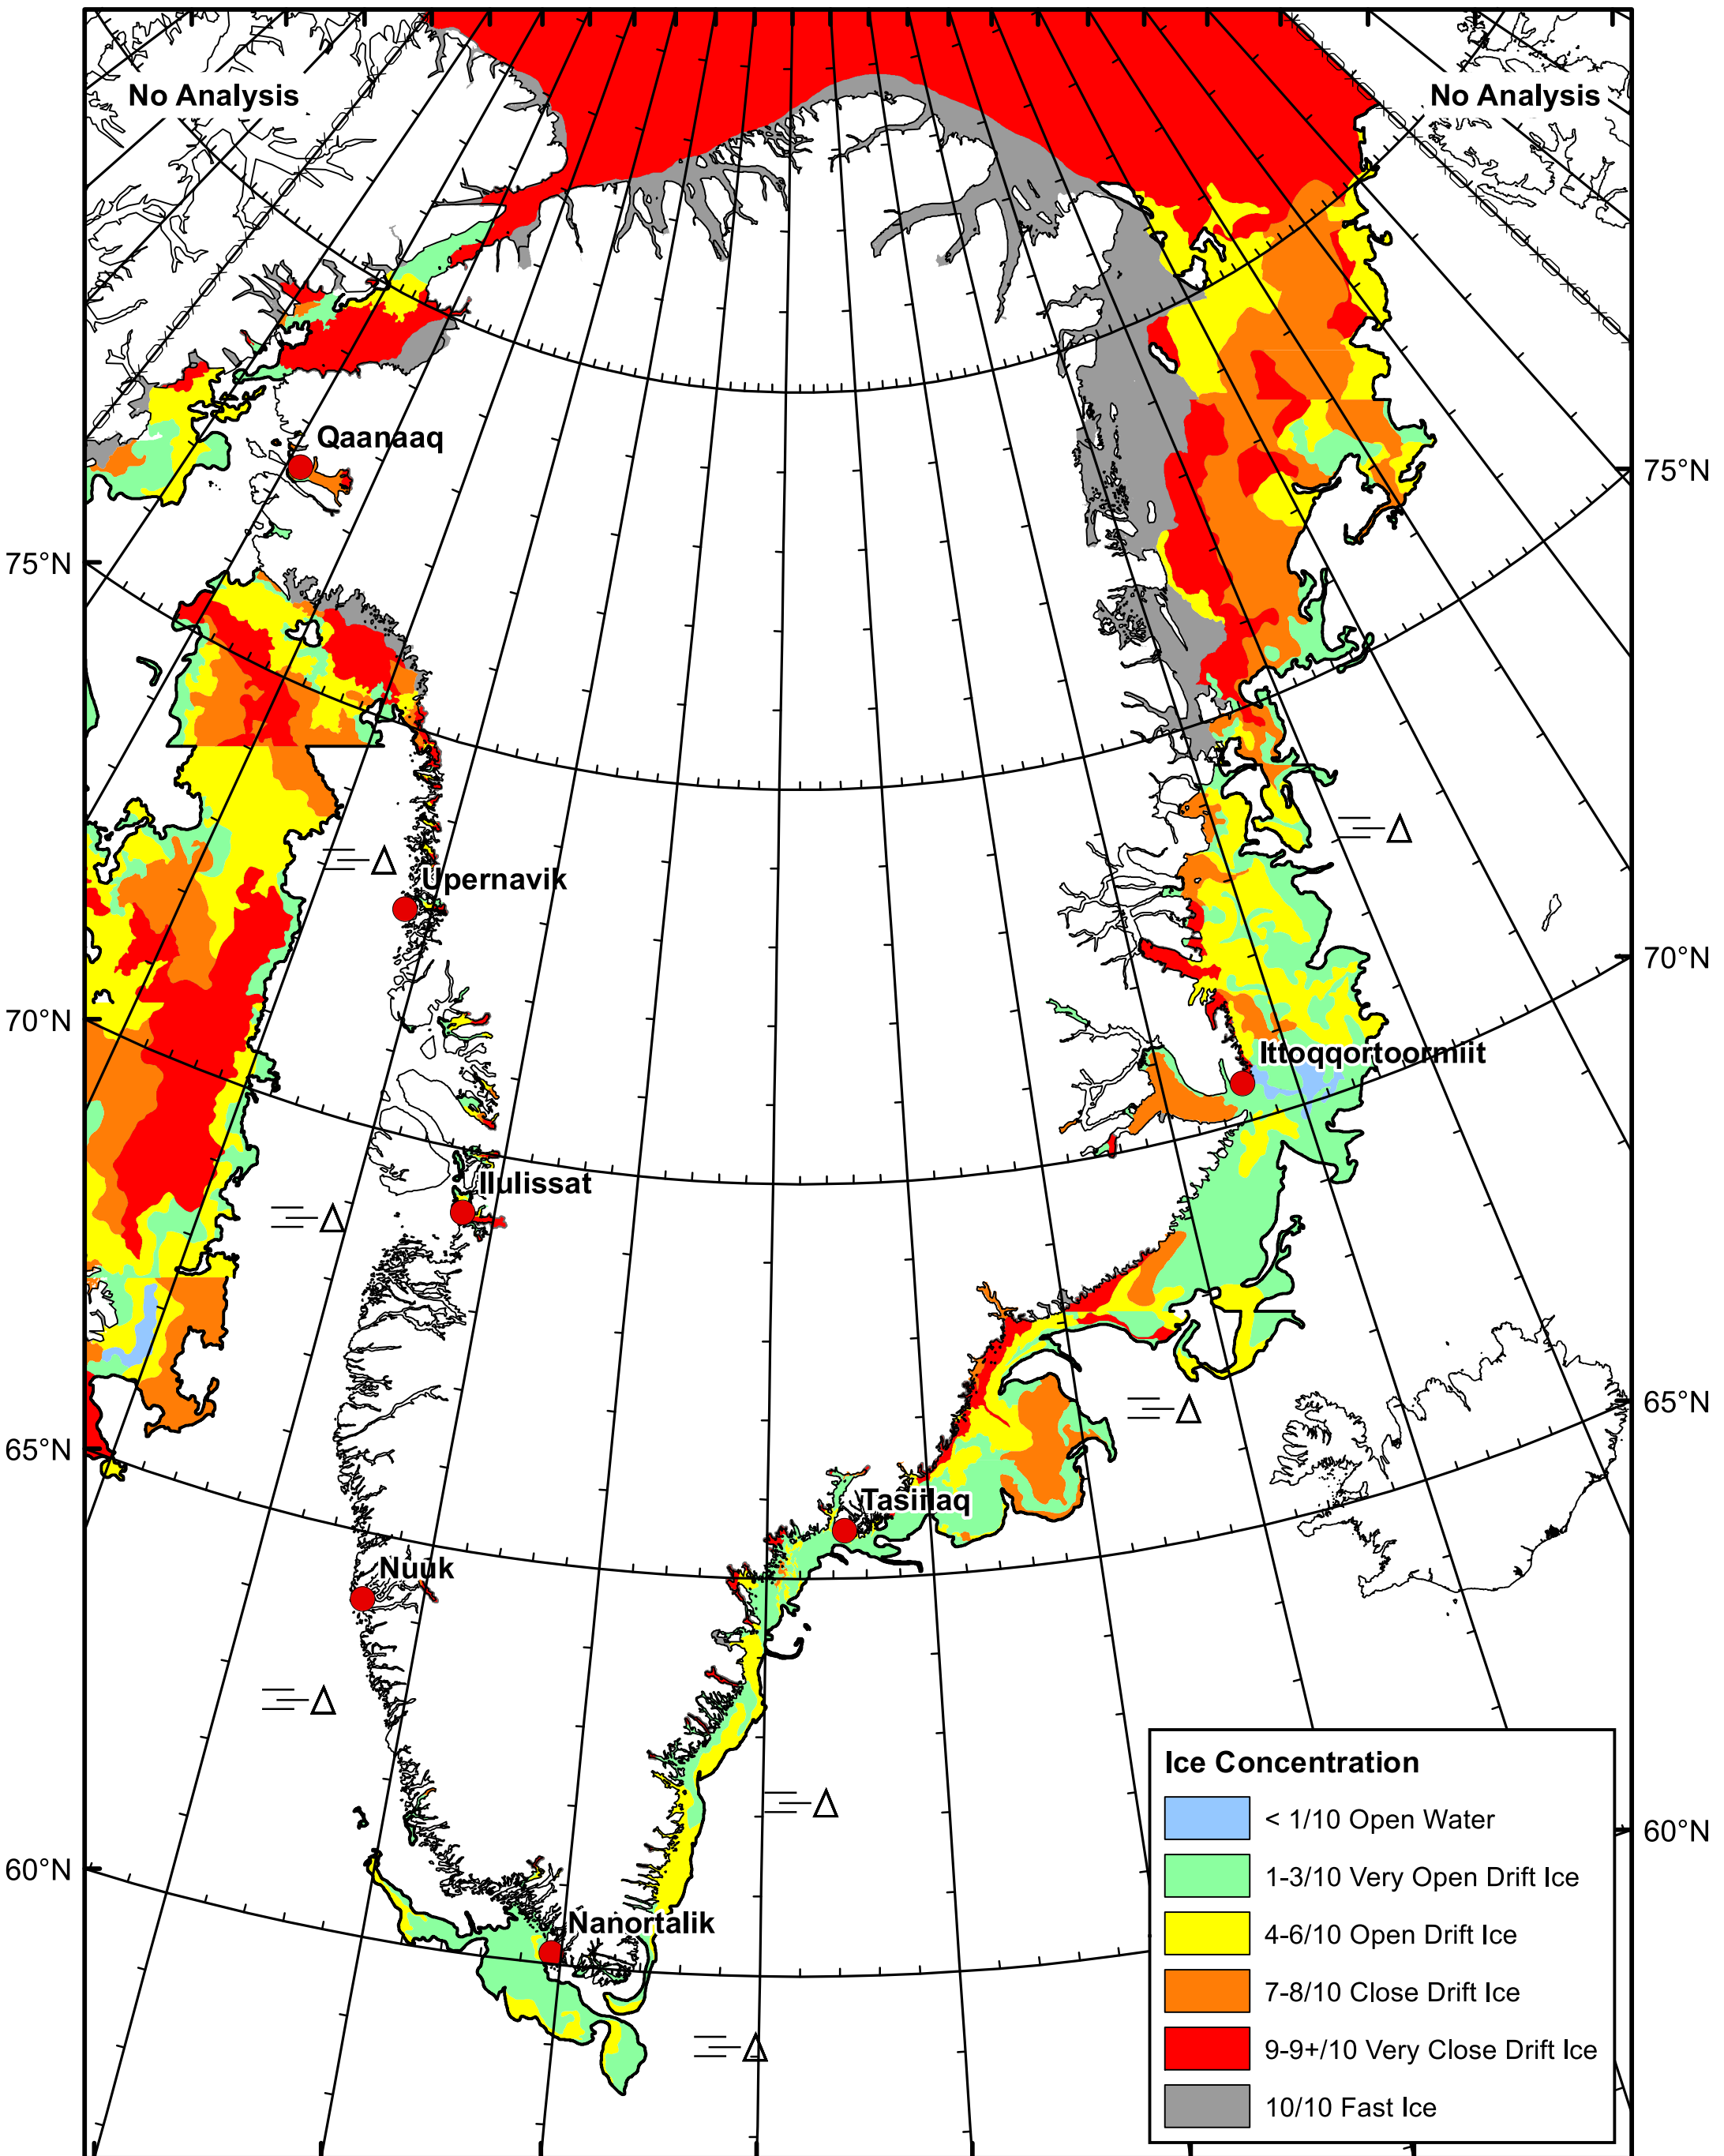 No Analysis
No Analysis
Qaanaaq
75°N
75°N
Upernavik
70°N
70°N
Ittoqqortoormiit
Ilulissat
65°N
65°N
Tasiilaq
Nuuk
60°N
60°N
Nanortalik
Ice Concentration
< 1/10 Open Water
1-3/10 Very Open Drift Ice
4-6/10 Open Drift Ice
7-8/10 Close Drift Ice
9-9+/10 Very Close Drift Ice
10/10 Fast Ice